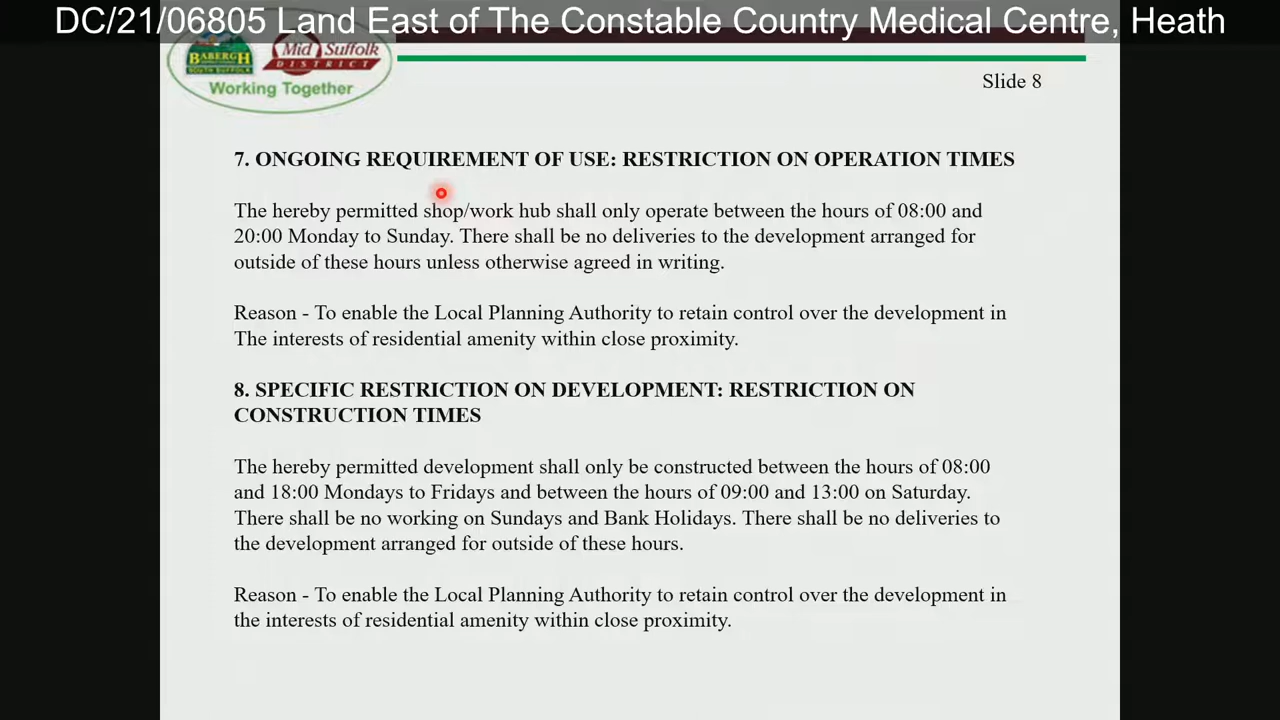 DC/21/06805 Land East of The Constable Country Medical Centre, Heath
BABERGH
SOUTH SUFFOLK
Mid Suffolk
DISTRICT
Working Together
Slide 8
7. ONGOING REQUIREMENT OF USE: RESTRICTION ON OPERATION TIMES
The hereby permitted shop/work hub shall only operate between the hours of 08:00 and
20:00 Monday to Sunday. There shall be no deliveries to the development arranged for
outside of these hours unless otherwise agreed in writing.
Reason - To enable the Local Planning Authority to retain control over the development in
The interests of residential amenity within close proximity.
8. SPECIFIC RESTRICTION ON DEVELOPMENT: RESTRICTION ON
CONSTRUCTION TIMES
The hereby permitted development shall only be constructed between the hours of 08:00
and 18:00 Mondays to Fridays and between the hours of 09:00 and 13:00 on Saturday.
There shall be no working on Sundays and Bank Holidays. There shall be no deliveries to
the development arranged for outside of these hours.
Reason - To enable the Local Planning Authority to retain control over the development in
the interests of residential amenity within close proximity.